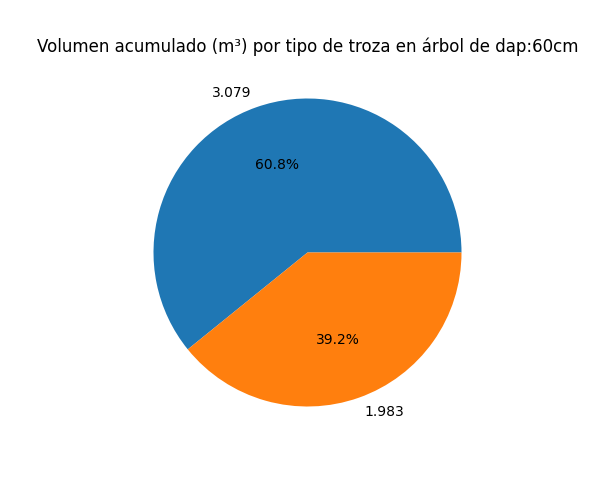 Volumen acumulado (m³) por tipo de troza en árbol de dap:60cm
3.079
60.8%
39.2%
1.983